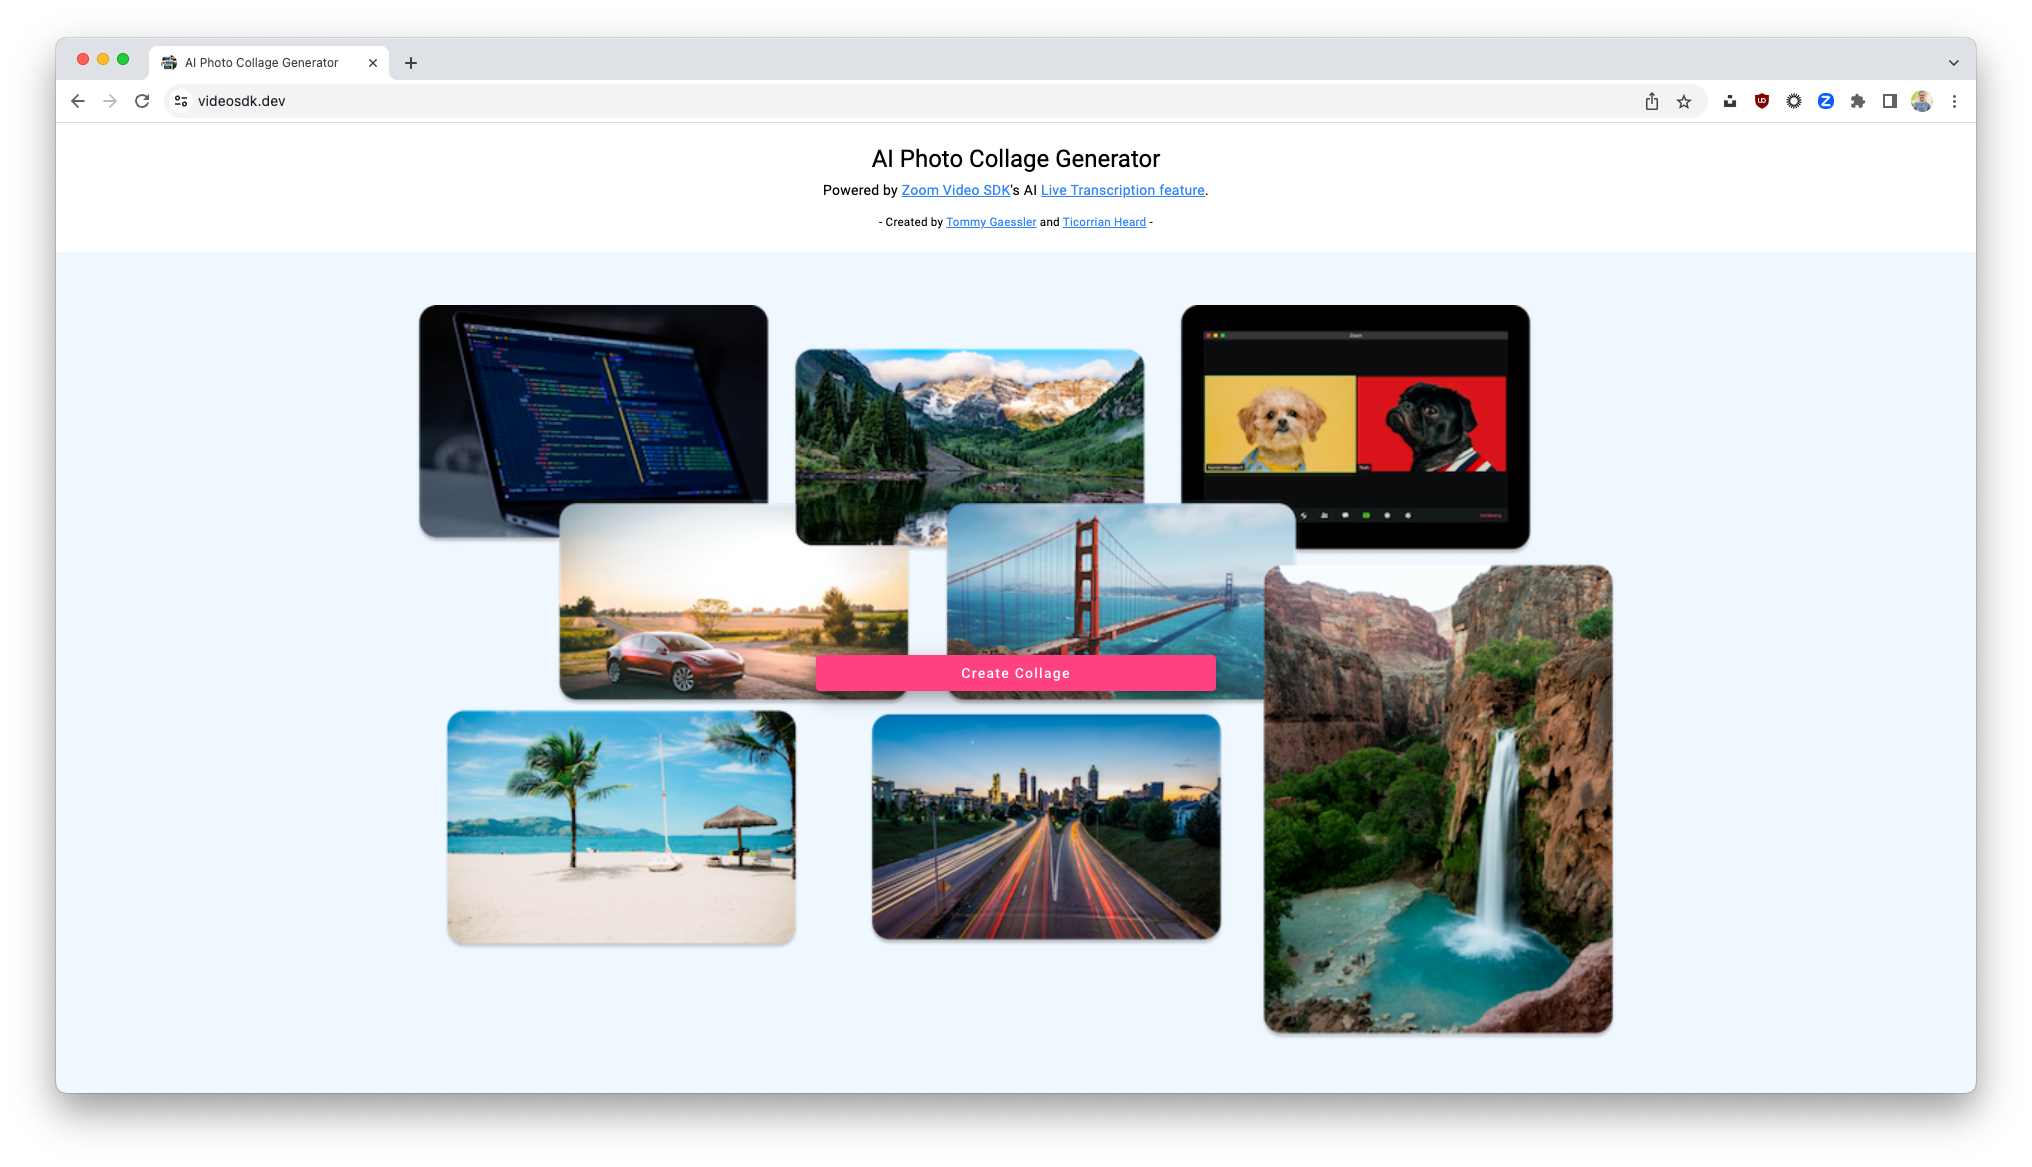 AI Photo Collage Generator
videosdk.dev
AI Photo Collage Generator
Powered by Zoom Video SDK's AI Live Transcription feature.
- Created by Tommy Gaessler and Ticorrian Heard -
Zoom
Create Collage